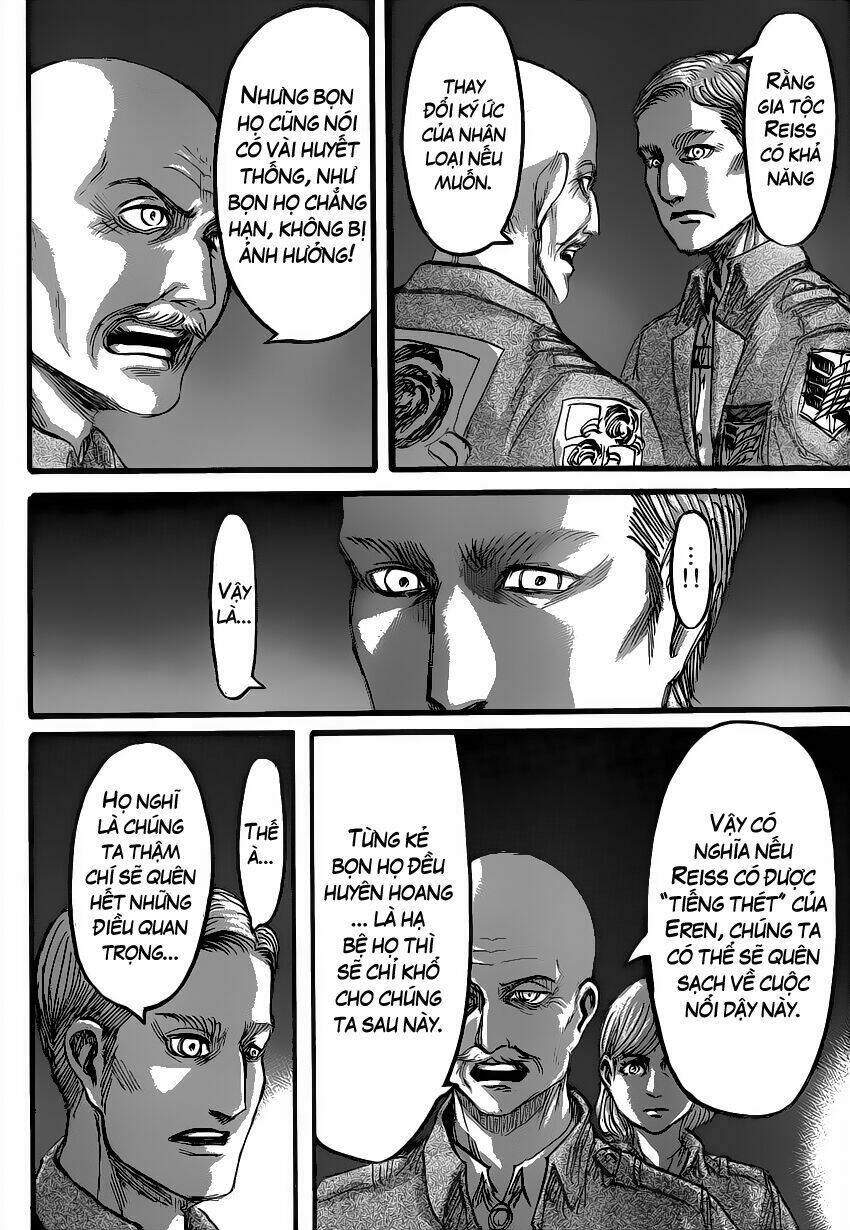 RẰNG
GIA TỘC
REISS
CÓ KHẢ
NĂNG
THAY
ĐỔI KÝ ỨC
CỦA NHÂN
LOẠI NẾU
MUỐN.
NHƯNG BỌN
HỌ CŨNG NÓI
CÓ VÀI HUYẾT
THỐNG, NHƯ
BỌN HỌ CHẲNG
HẠN, KHÔNG BỊ
ẢNH HƯỞNG!
...!!
VẬY
LÀ...
VẬY CÓ
NGHĨA NẾU
REISS CÓ ĐƯỢC
“TIẾNG THÉT” CỦA
EREN, CHÚNG TA
CÓ THỂ SẼ QUÊN
SẠCH VỀ CUỘC
NỔI DẬY NÀY.
TỪNG KẺ
BỌN HỌ ĐỀU
HUYÊN HOANG
... LÀ HẠ
BỆ HỌ THÌ
SẼ CHỈ KHỔ
CHO CHÚNG
TA SAU NÀY.
THẾ
À...
HỌ NGHĨ
LÀ CHÚNG
TA THẬM
CHÍ SẼ QUÊN
HẾT NHỮNG
ĐIỀU QUAN
TRỌNG...